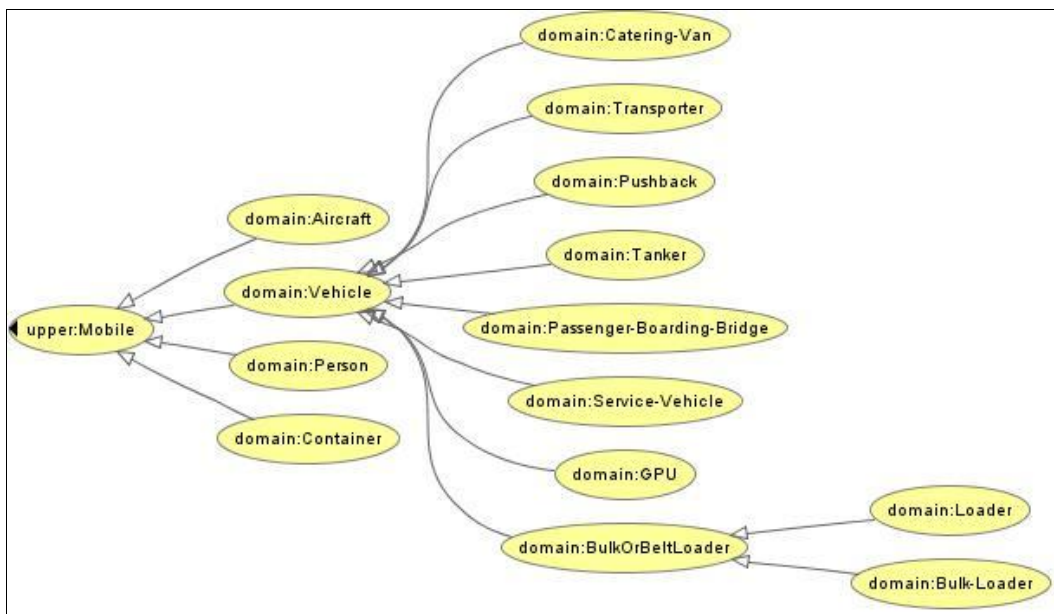 domain:Catering-Van
domain:Transporter
domain:Pushback
domain:Aircraft
domain:Tanker
domain:Vehicle
upper:Mobile
domain:Passenger-Boarding-Bridge
domain:Person
domain:Service-Vehicle
domain:Container
domain:GPU
domain:Loader
domain:BulkOrBeltLoader
domain:Bulk-Loader